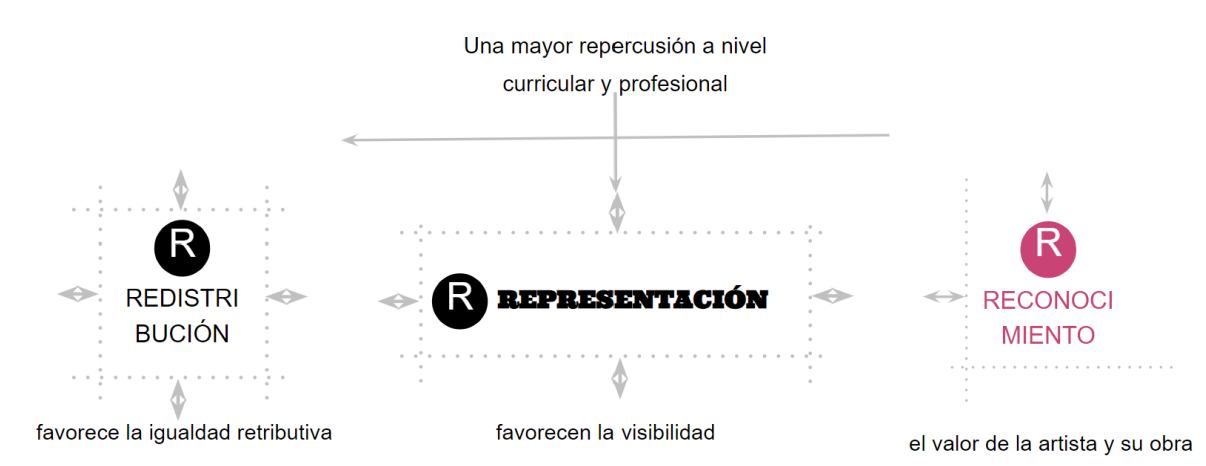 Una mayor repercusión a nivel
curricular y profesional
R
REDISTRI
BUCIÓN
favorece la igualdad retributiva
R REPRESENTACIÓN
favorecen la visibilidad
R
RECONOCI
MIENTO
el valor de la artista y su obra